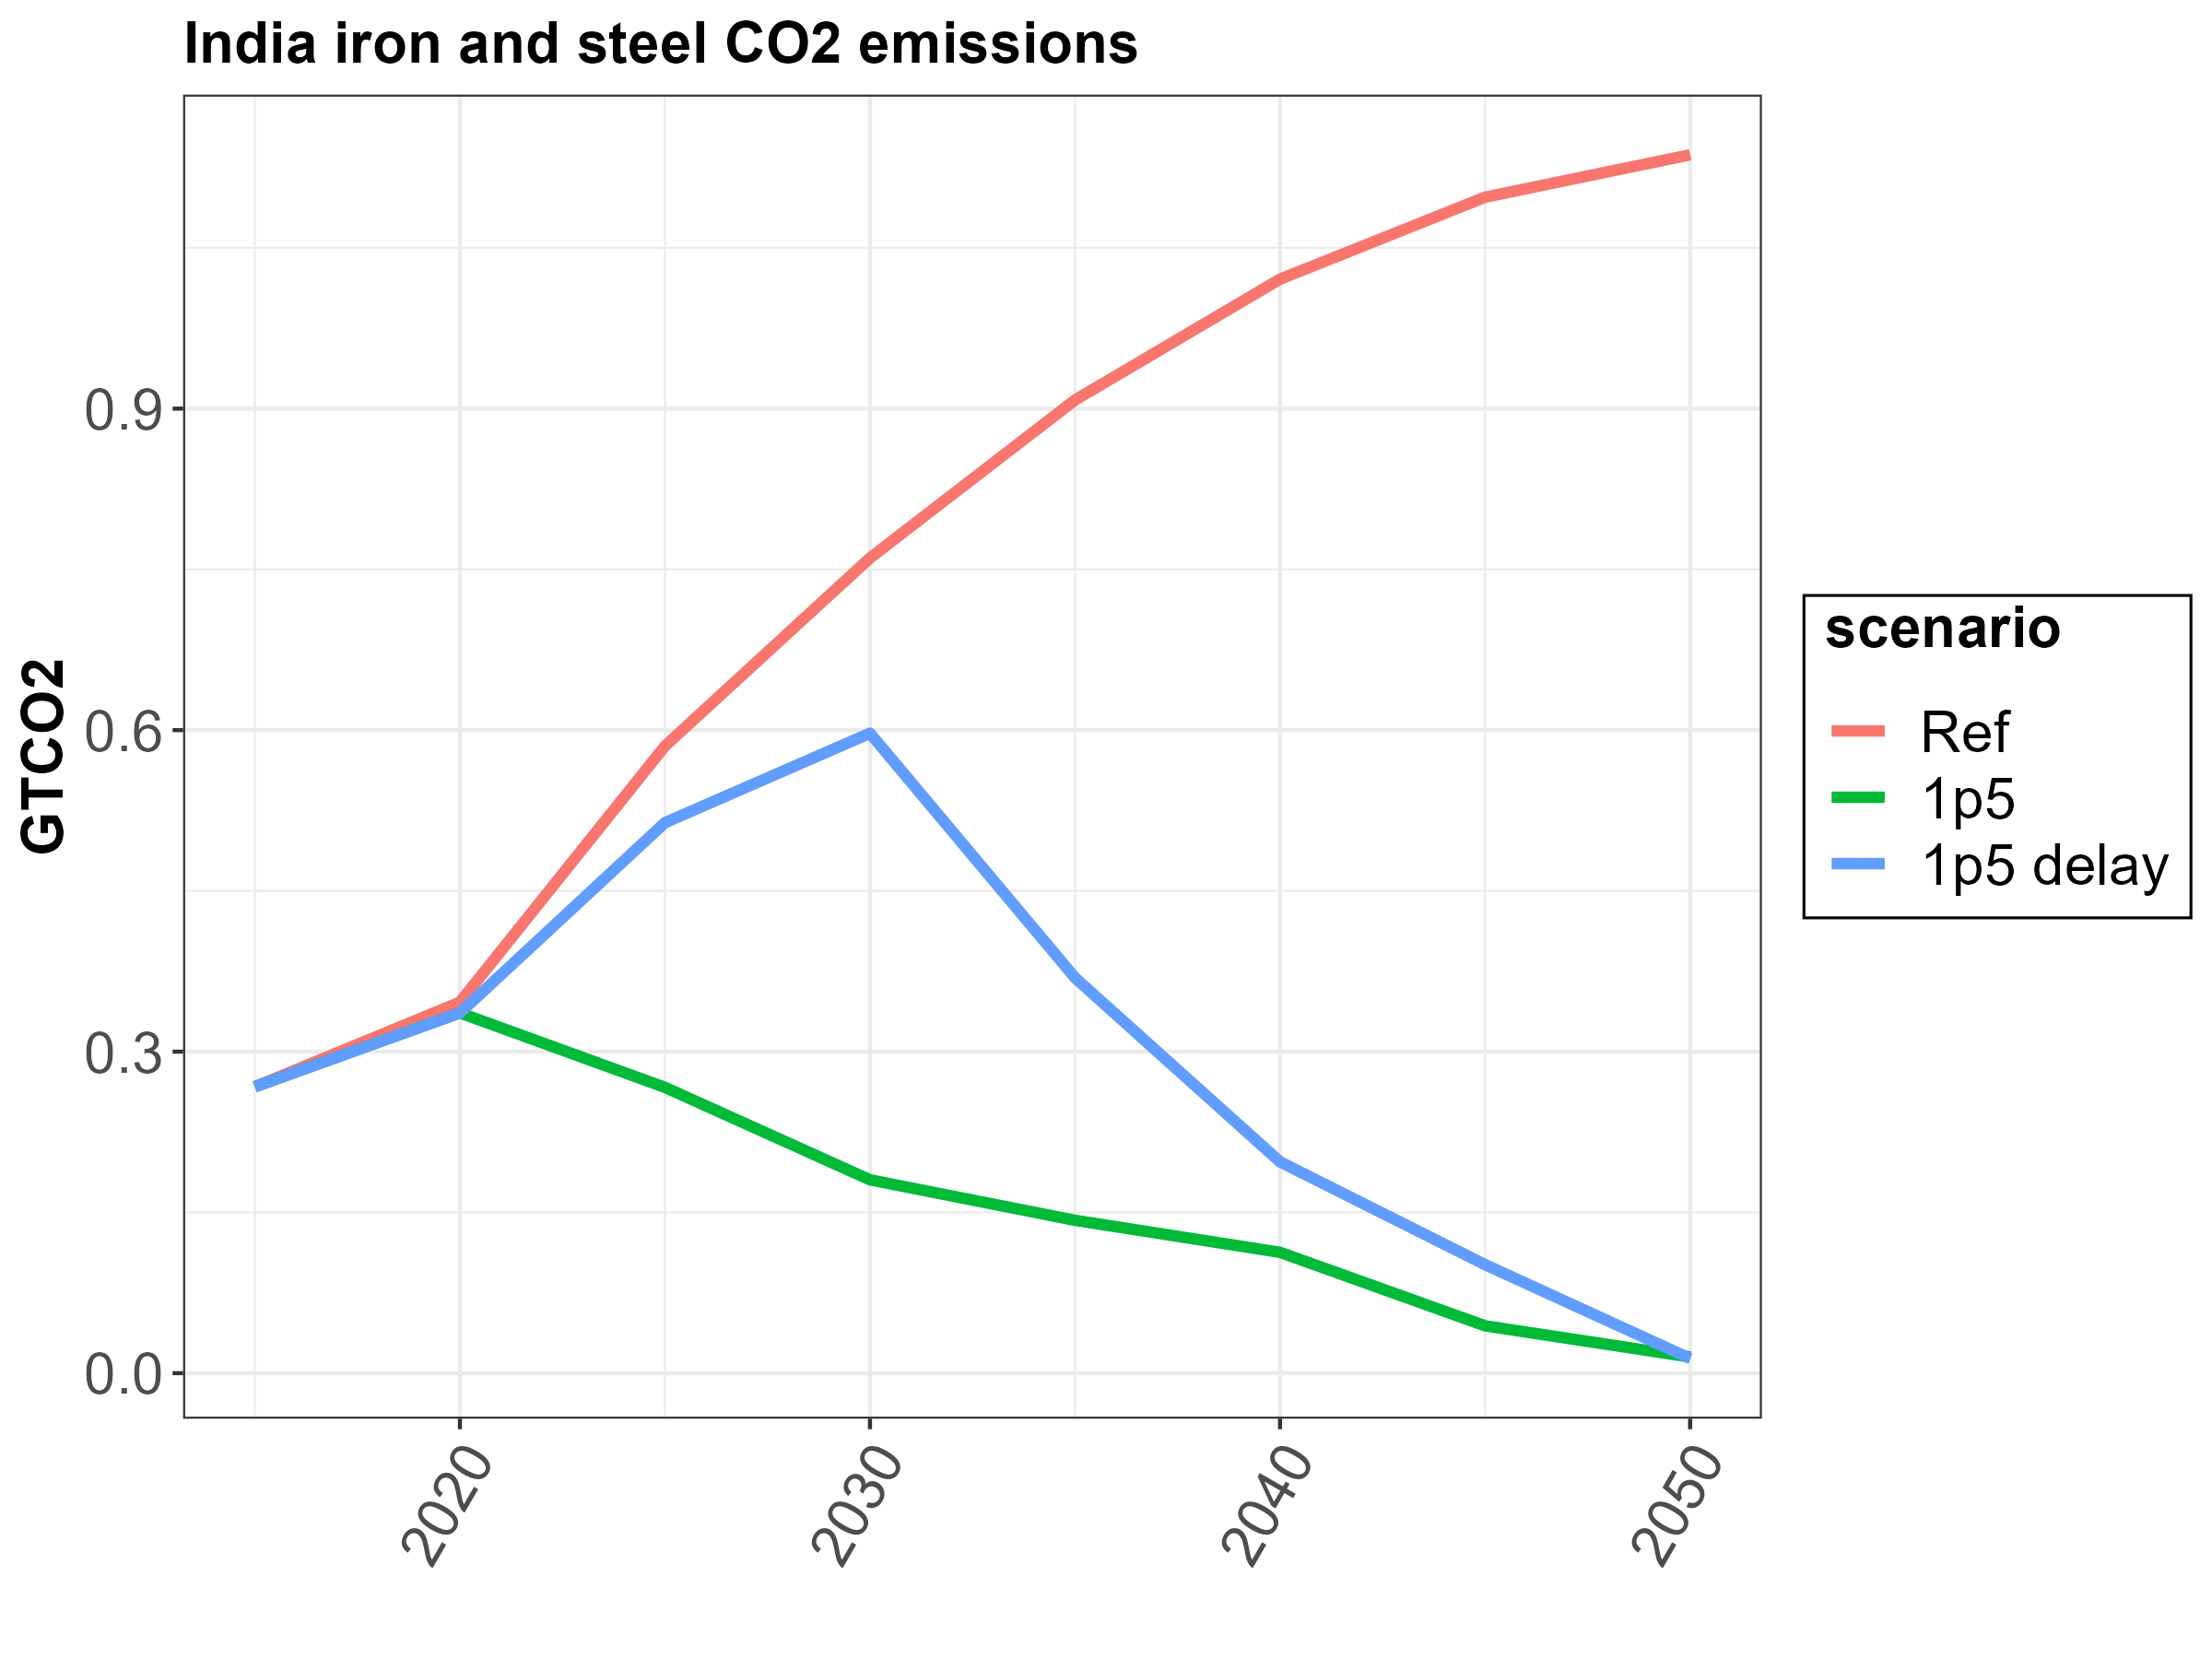 India iron and steel CO2 emissions
GTCO2
0.9
0.6
0.3
0.0
2020
2030
2040
2050
scenario
Ref
1p5
1p5 delay